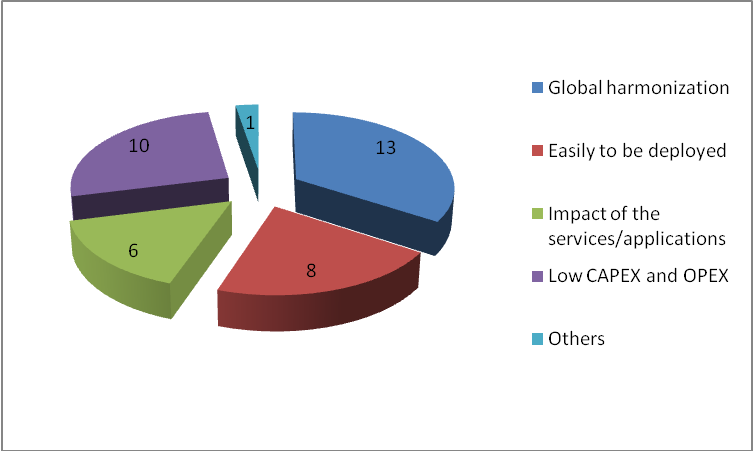 1
10
13
6
8
Global harmonization
Easily to be deployed
Impact of the
services/applications
Low CAPEX and OPEX
Others